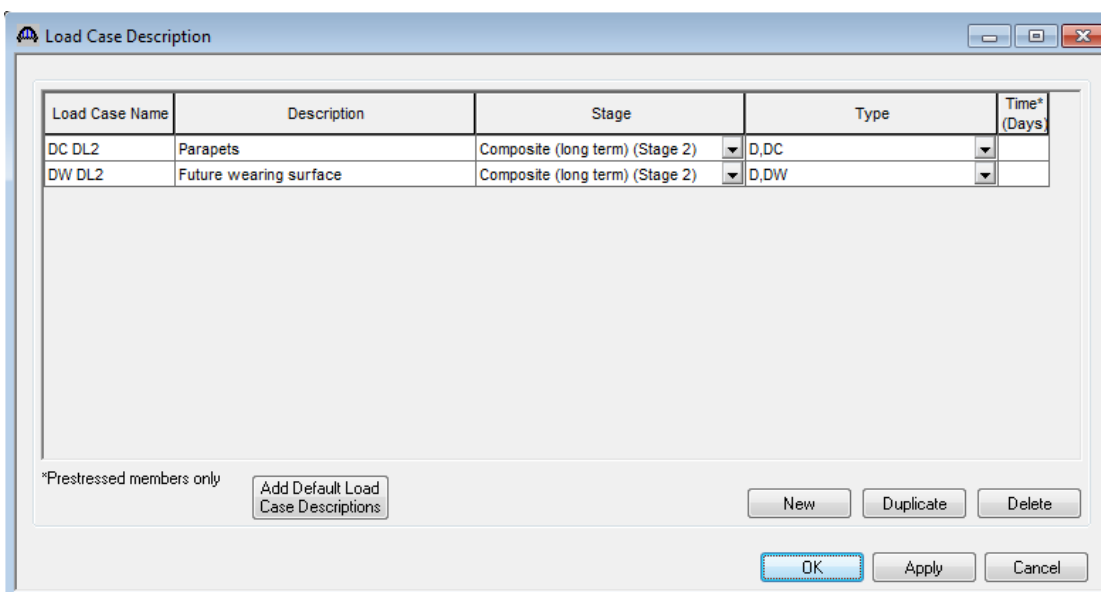 Load Case Description
Load Case Name Description Stage Type Time*
(Days)
DC DL2 Parapets Composite (long term) (Stage 2) D,DC
DW DL2 Future wearing surface Composite (long term) (Stage 2) D,DW
*Prestressed members only
Add Default Load
Case Descriptions
New Duplicate Delete
OK Apply Cancel